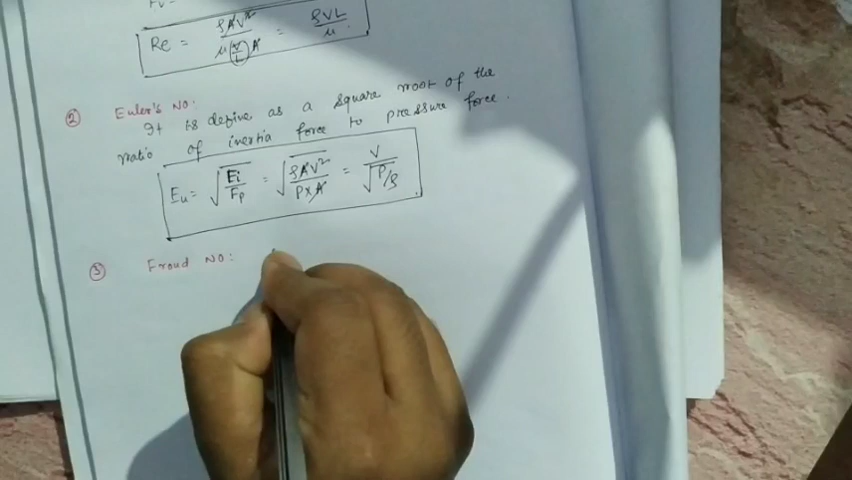 Re = ρAV² / μ(V/L)A = ρVL / μ
② Euler's NO:
It is define as a square root of the
ratio of inertia force to pressure force.
Eu = √(Fi/Fp) = √(ρAV² / P×A) = V / √(P/ρ)
③ Froud NO: